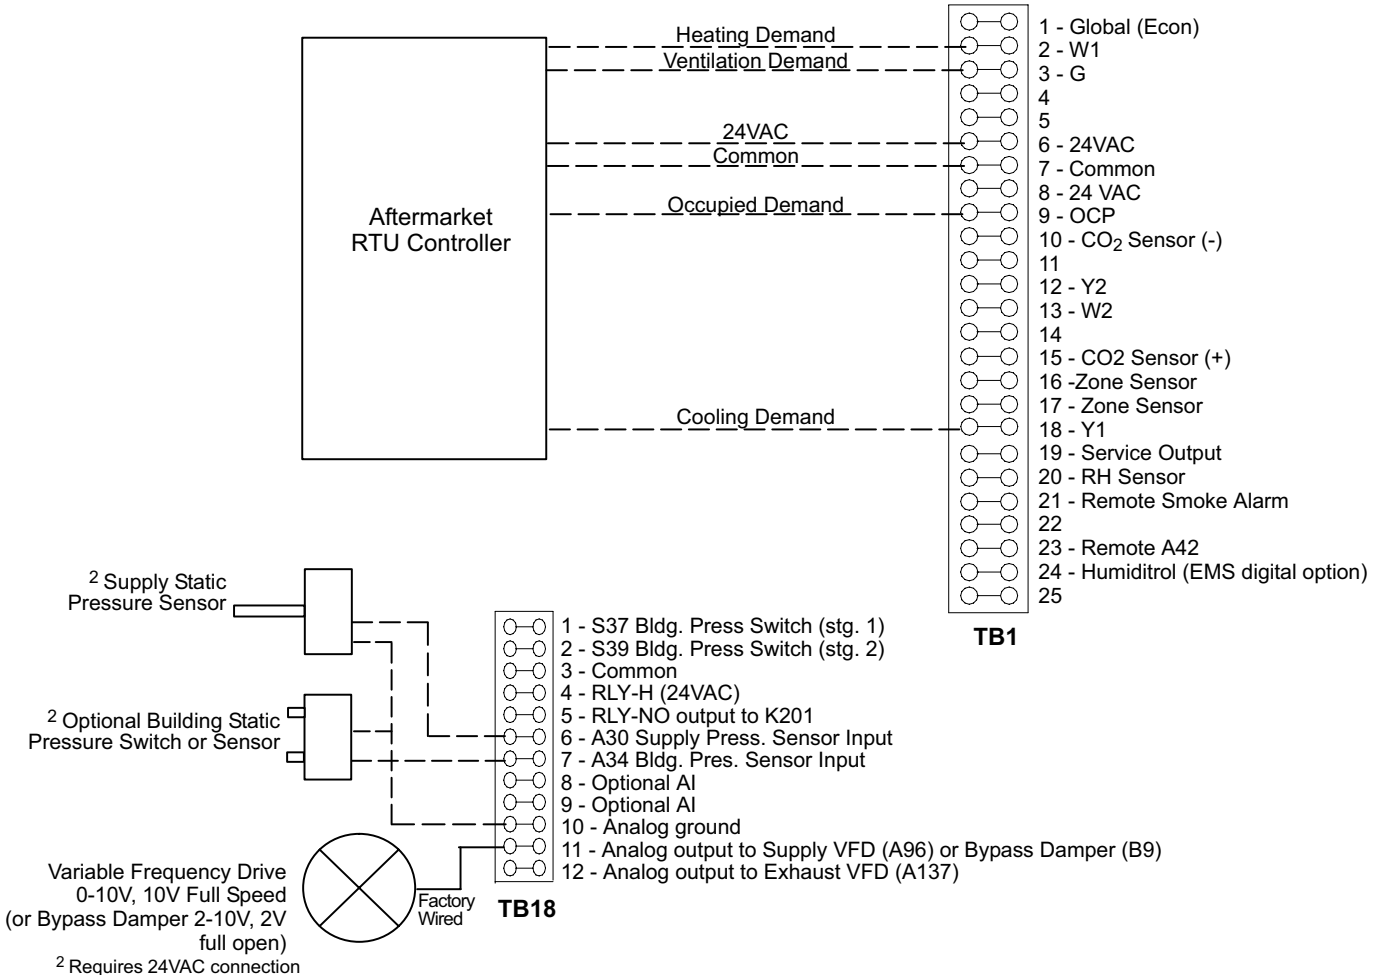 Heating Demand
Ventilation Demand
24VAC
Common
Occupied Demand
Cooling Demand
Aftermarket
RTU Controller
1 - Global (Econ)
2 - W1
3 - G
4
5
6 - 24VAC
7 - Common
8 - 24 VAC
9 - OCP
10 - CO2 Sensor (-)
11
12 - Y2
13 - W2
14
15 - CO2 Sensor (+)
16 -Zone Sensor
17 - Zone Sensor
18 - Y1
19 - Service Output
20 - RH Sensor
21 - Remote Smoke Alarm
22
23 - Remote A42
24 - Humiditrol (EMS digital option)
25
TB1
2 Supply Static
Pressure Sensor
2 Optional Building Static
Pressure Switch or Sensor
1 - S37 Bldg. Press Switch (stg. 1)
2 - S39 Bldg. Press Switch (stg. 2)
3 - Common
4 - RLY-H (24VAC)
5 - RLY-NO output to K201
6 - A30 Supply Press. Sensor Input
7 - A34 Bldg. Pres. Sensor Input
8 - Optional AI
9 - Optional AI
10 - Analog ground
11 - Analog output to Supply VFD (A96) or Bypass Damper (B9)
12 - Analog output to Exhaust VFD (A137)
TB18
Variable Frequency Drive
0-10V, 10V Full Speed
(or Bypass Damper 2-10V, 2V
full open)
Factory
Wired
2 Requires 24VAC connection